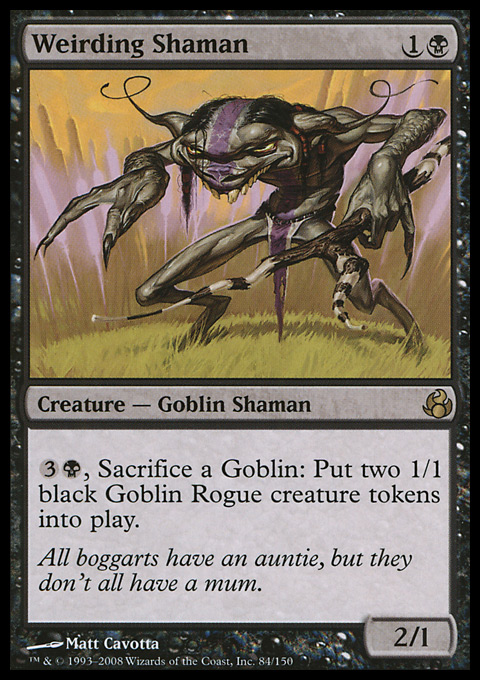 Weirding Shaman 1
Creature — Goblin Shaman
3, Sacrifice a Goblin: Put two 1/1
black Goblin Rogue creature tokens
into play.
All boggarts have an auntie, but they
don't all have a mum.
Matt Cavotta
2/1
™ & © 1993–2008 Wizards of the Coast, Inc. 84/150